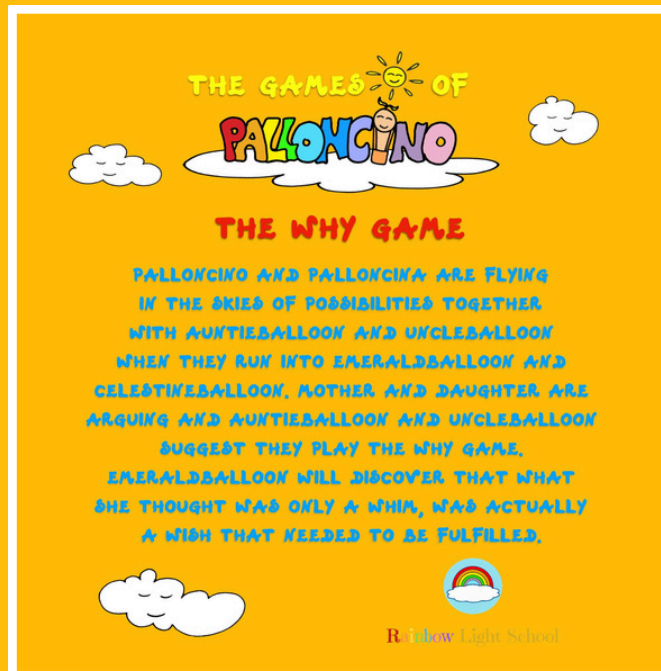 THE GAMES OF
PALLONCINO
THE WHY GAME
PALLONCINO AND PALLONCINA ARE FLYING
IN THE SKIES OF POSSIBILITIES TOGETHER
WITH AUNTIEBALLOON AND UNCLEBALLOON
WHEN THEY RUN INTO EMERALDBALLOON AND
CELESTINEBALLOON. MOTHER AND DAUGHTER ARE
ARGUING AND AUNTIEBALLOON AND UNCLEBALLOON
SUGGEST THEY PLAY THE WHY GAME.
EMERALDBALLOON WILL DISCOVER THAT WHAT
SHE THOUGHT WAS ONLY A WHIM, WAS ACTUALLY
A WISH THAT NEEDED TO BE FULFILLED.
Rainbow Light School